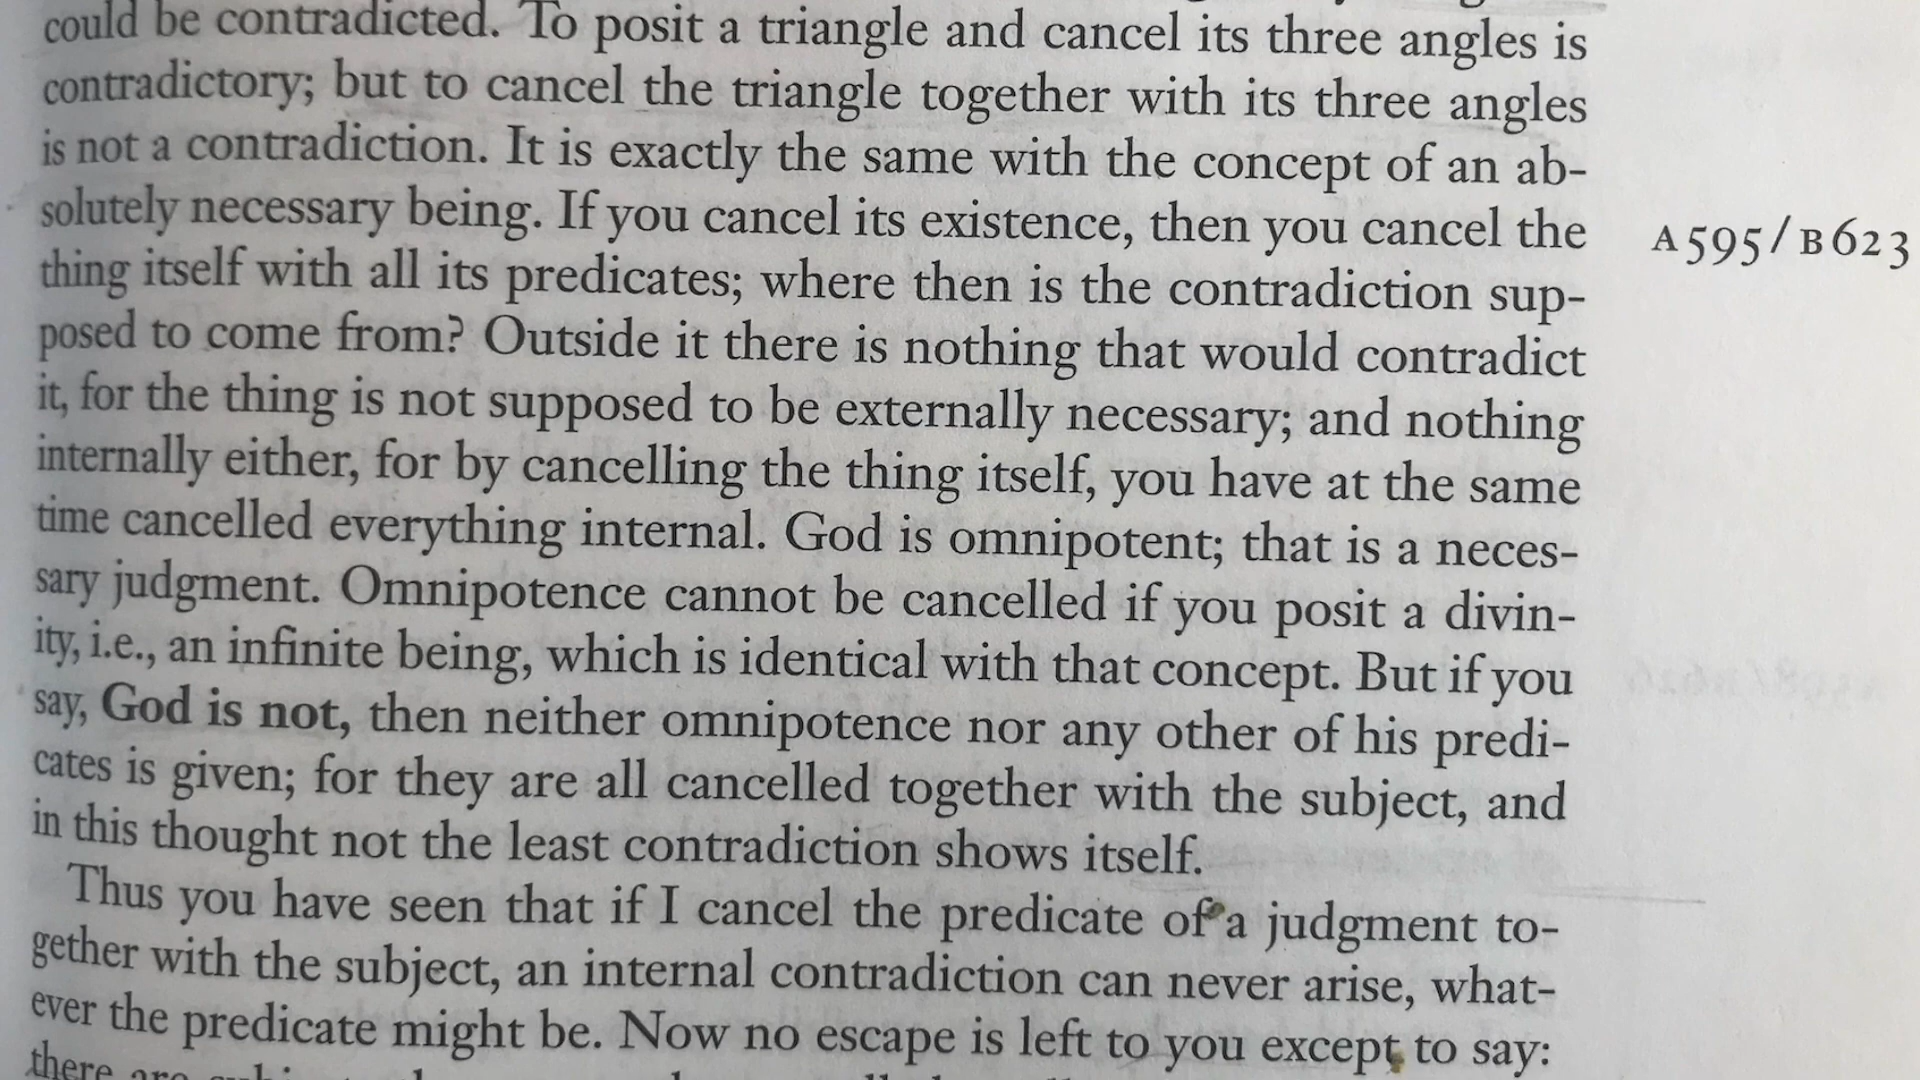 could be contradicted. To posit a triangle and cancel its three angles is
contradictory; but to cancel the triangle together with its three angles
is not a contradiction. It is exactly the same with the concept of an ab-
solutely necessary being. If you cancel its existence, then you cancel the
A595/B623
thing itself with all its predicates; where then is the contradiction sup-
posed to come from? Outside it there is nothing that would contradict
it, for the thing is not supposed to be externally necessary; and nothing
internally either, for by cancelling the thing itself, you have at the same
time cancelled everything internal. God is omnipotent; that is a neces-
sary judgment. Omnipotence cannot be cancelled if you posit a divin-
ity, i.e., an infinite being, which is identical with that concept. But if you
say, God is not, then neither omnipotence nor any other of his predi-
cates is given; for they are all cancelled together with the subject, and
in this thought not the least contradiction shows itself.
Thus you have seen that if I cancel the predicate of a judgment to-
gether with the subject, an internal contradiction can never arise, what-
ever the predicate might be. Now no escape is left to you except to say:
there are